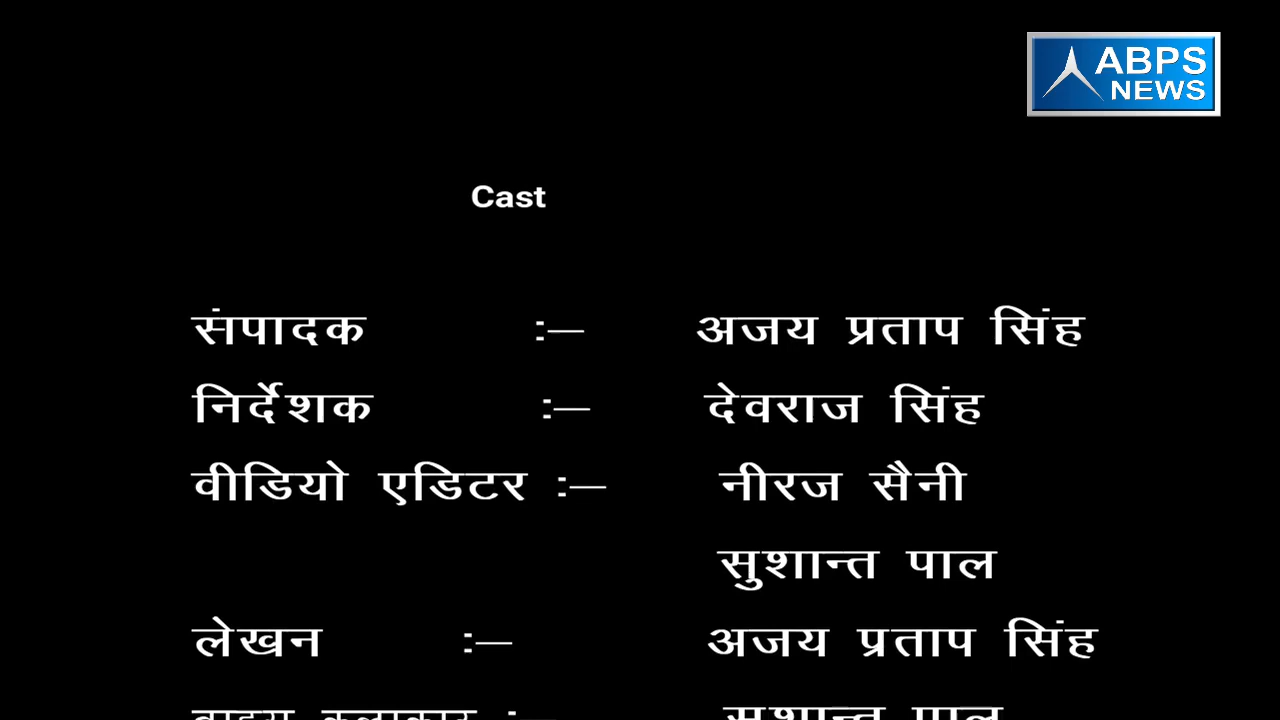 ABPS
NEWS
Cast
संपादक :— अजय प्रताप सिंह
निर्देशक :— देवराज सिंह
वीडियो एडिटर :— नीरज सैनी
सुशान्त पाल
लेखन :— अजय प्रताप सिंह
सुशान्त पाल